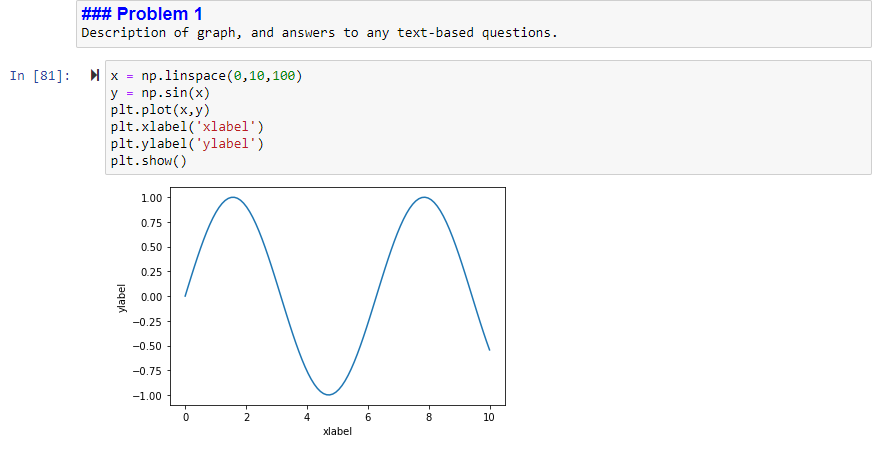 ### Problem 1
Description of graph, and answers to any text-based questions.
In [81]:
x = np.linspace(0,10,100)
y = np.sin(x)
plt.plot(x,y)
plt.xlabel('xlabel')
plt.ylabel('ylabel')
plt.show()
1.00
0.75
0.50
0.25
0.00
−0.25
−0.50
−0.75
−1.00
ylabel
0 2 4 6 8 10
xlabel